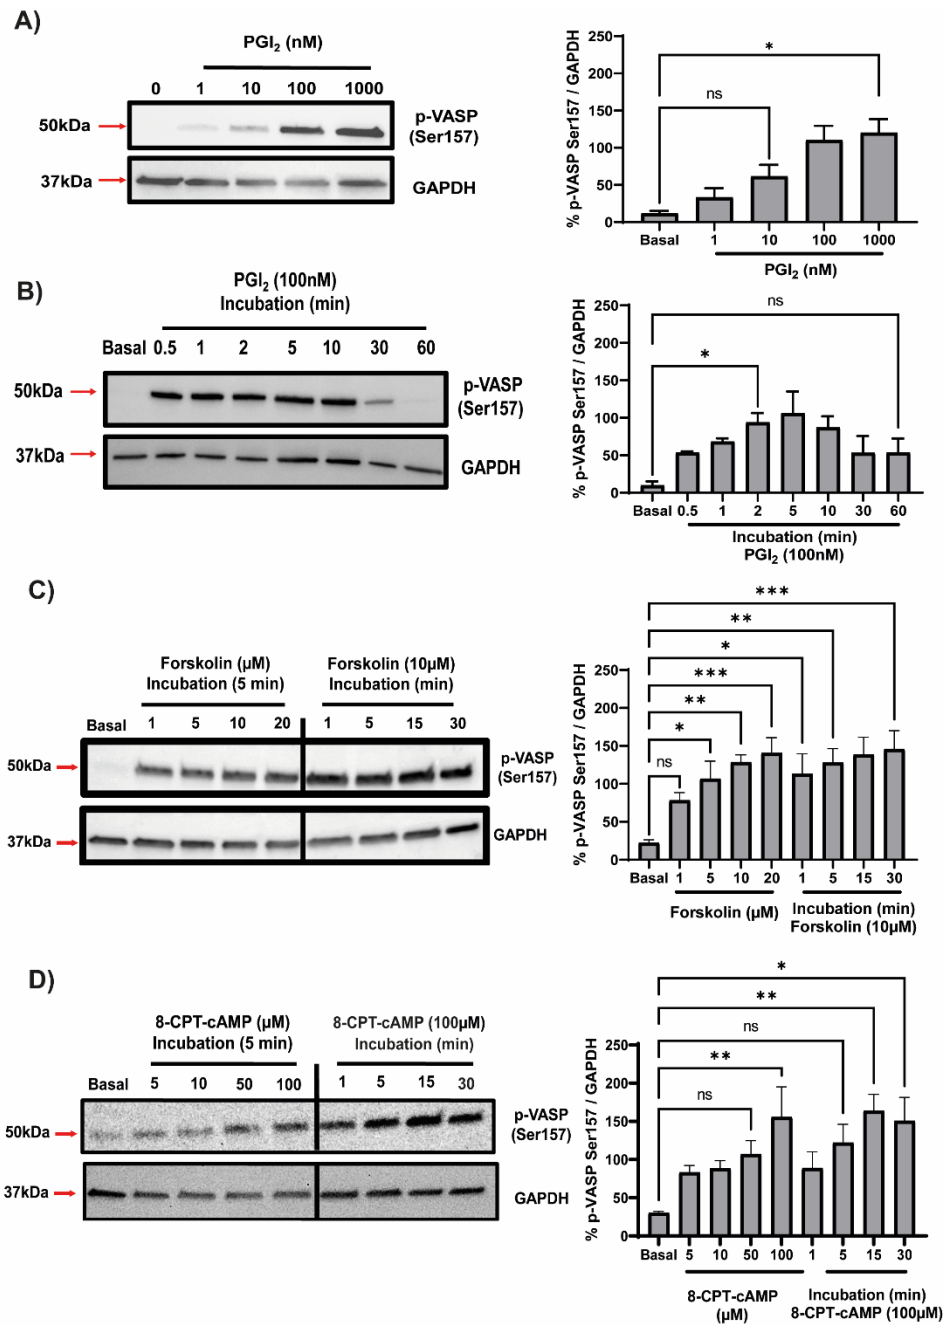 A)
PGI₂ (nM)
0 1 10 100 1000
50kDa
p-VASP
(Ser157)
37kDa
GAPDH
% p-VASP Ser157 / GAPDH
250
200
150
100
50
0
*
ns
Basal 1 10 100 1000
PGI₂ (nM)
B)
PGI₂ (100nM)
Incubation (min)
Basal 0.5 1 2 5 10 30 60
50kDa
p-VASP
(Ser157)
37kDa
GAPDH
% p-VASP Ser157 / GAPDH
250
200
150
100
50
0
ns
*
Basal 0.5 1 2 5 10 30 60
Incubation (min)
PGI₂ (100nM)
C)
Forskolin (µM)
Incubation (5 min)
Forskolin (10µM)
Incubation (min)
Basal 1 5 10 20 1 5 15 30
50kDa
p-VASP
(Ser157)
37kDa
GAPDH
% p-VASP Ser157 / GAPDH
250
200
150
100
50
0
***
**
*
***
**
*
ns
Basal 1 5 10 20 1 5 15 30
Forskolin (µM)
Incubation (min)
Forskolin (10µM)
D)
8-CPT-cAMP (µM)
Incubation (5 min)
8-CPT-cAMP (100µM)
Incubation (min)
Basal 5 10 50 100 1 5 15 30
50kDa
p-VASP
(Ser157)
37kDa
GAPDH
% p-VASP Ser157 / GAPDH
250
200
150
100
50
0
*
**
ns
**
ns
Basal 5 10 50 100 1 5 15 30
8-CPT-cAMP
(µM)
Incubation (min)
8-CPT-cAMP (100µM)